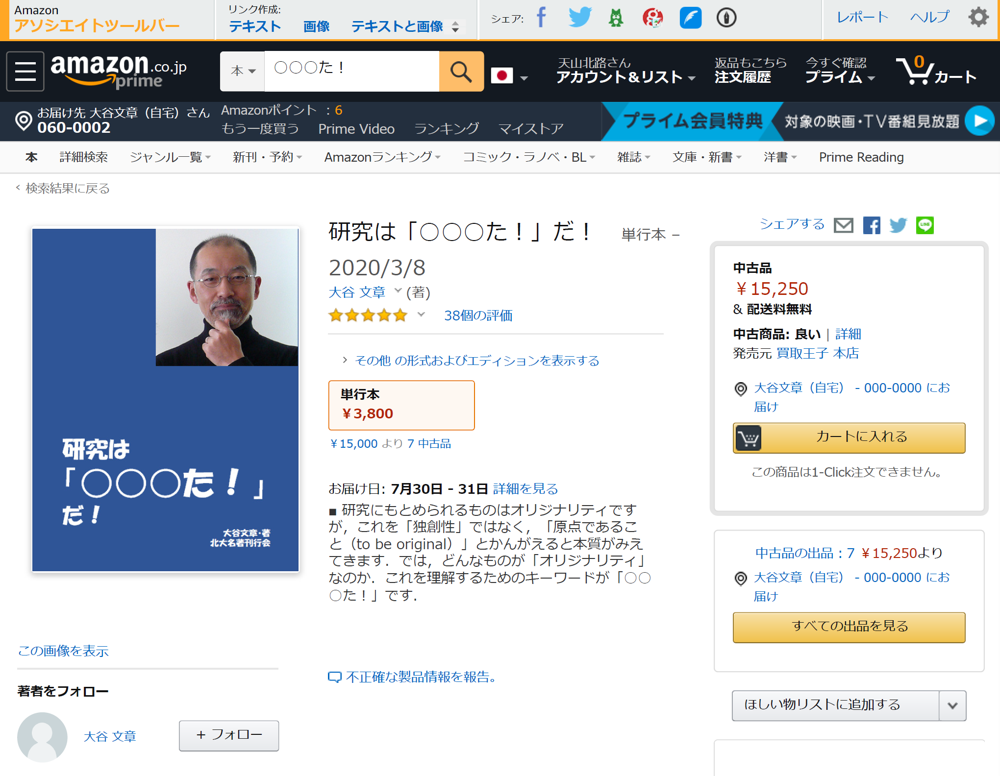 Amazon
アソシエイトツールバー
リンク作成:
テキスト 画像 テキストと画像
シェア:
レポート ヘルプ
amazon.co.jp
prime
本
○○○た！
天山北路さん
アカウント&リスト
返品もこちら
注文履歴
今すぐ確認
プライム
0
カート
お届け先 大谷文章（自宅）さん
060-0002
Amazonポイント ：6
もう一度買う Prime Video ランキング マイストア
プライム会員特典 対象の映画・TV番組見放題
本 詳細検索 ジャンル一覧 新刊・予約 Amazonランキング コミック・ラノベ・BL 雑誌 文庫・新書 洋書 Prime Reading
‹ 検索結果に戻る
研究は
「○○○た！」
だ！
大谷文章・著
北大名著刊行会
この画像を表示
著者をフォロー
大谷 文章
+ フォロー
研究は「○○○た！」だ！ 単行本 –
2020/3/8
大谷 文章 (著)
38個の評価
› その他 の形式およびエディションを表示する
単行本
￥3,800
￥15,000 より 7 中古品
お届け日: 7月30日 - 31日 詳細を見る
■ 研究にもとめられるものはオリジナリティです
が，これを「独創性」ではなく，「原点であるこ
と（to be original）」とかんがえると本質がみえ
てきます．では，どんなものが「オリジナリティ」
なのか．これを理解するためのキーワードが「○○
○た！」です．
不正確な製品情報を報告。
シェアする
LINE
中古品
￥15,250
& 配送料無料
中古商品: 良い | 詳細
発売元 買取王子 本店
大谷文章（自宅） - 000-0000 にお
届け
カートに入れる
この商品は1-Click注文できません。
中古品の出品：7 ￥15,250より
大谷文章（自宅） - 000-0000 にお
届け
すべての出品を見る
ほしい物リストに追加する